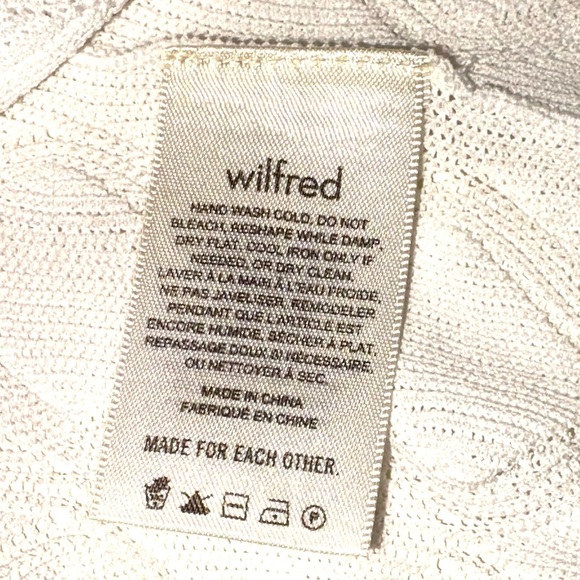 wilfred
HAND WASH COLD, DO NOT
BLEACH, RESHAPE WHILE DAMP,
DRY FLAT, COOL IRON ONLY IF
NEEDED, OR DRY CLEAN.
LAVER À LA MAIN À L'EAU FROIDE,
NE PAS JAVELISER, REMODELER
PENDANT QUE L'ARTICLE EST
ENCORE HUMIDE, SÉCHER À PLAT,
REPASSAGE DOUX SI NÉCESSAIRE,
OU NETTOYER À SEC.
MADE IN CHINA
FABRIQUÉ EN CHINE
MADE FOR EACH OTHER.
P